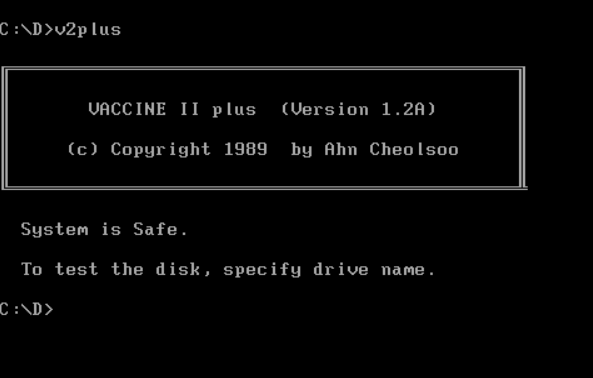 C:\D>v2plus
VACCINE II plus (Version 1.2A)
(c) Copyright 1989 by Ahn Cheolsoo
System is Safe.
To test the disk, specify drive name.
C:\D>